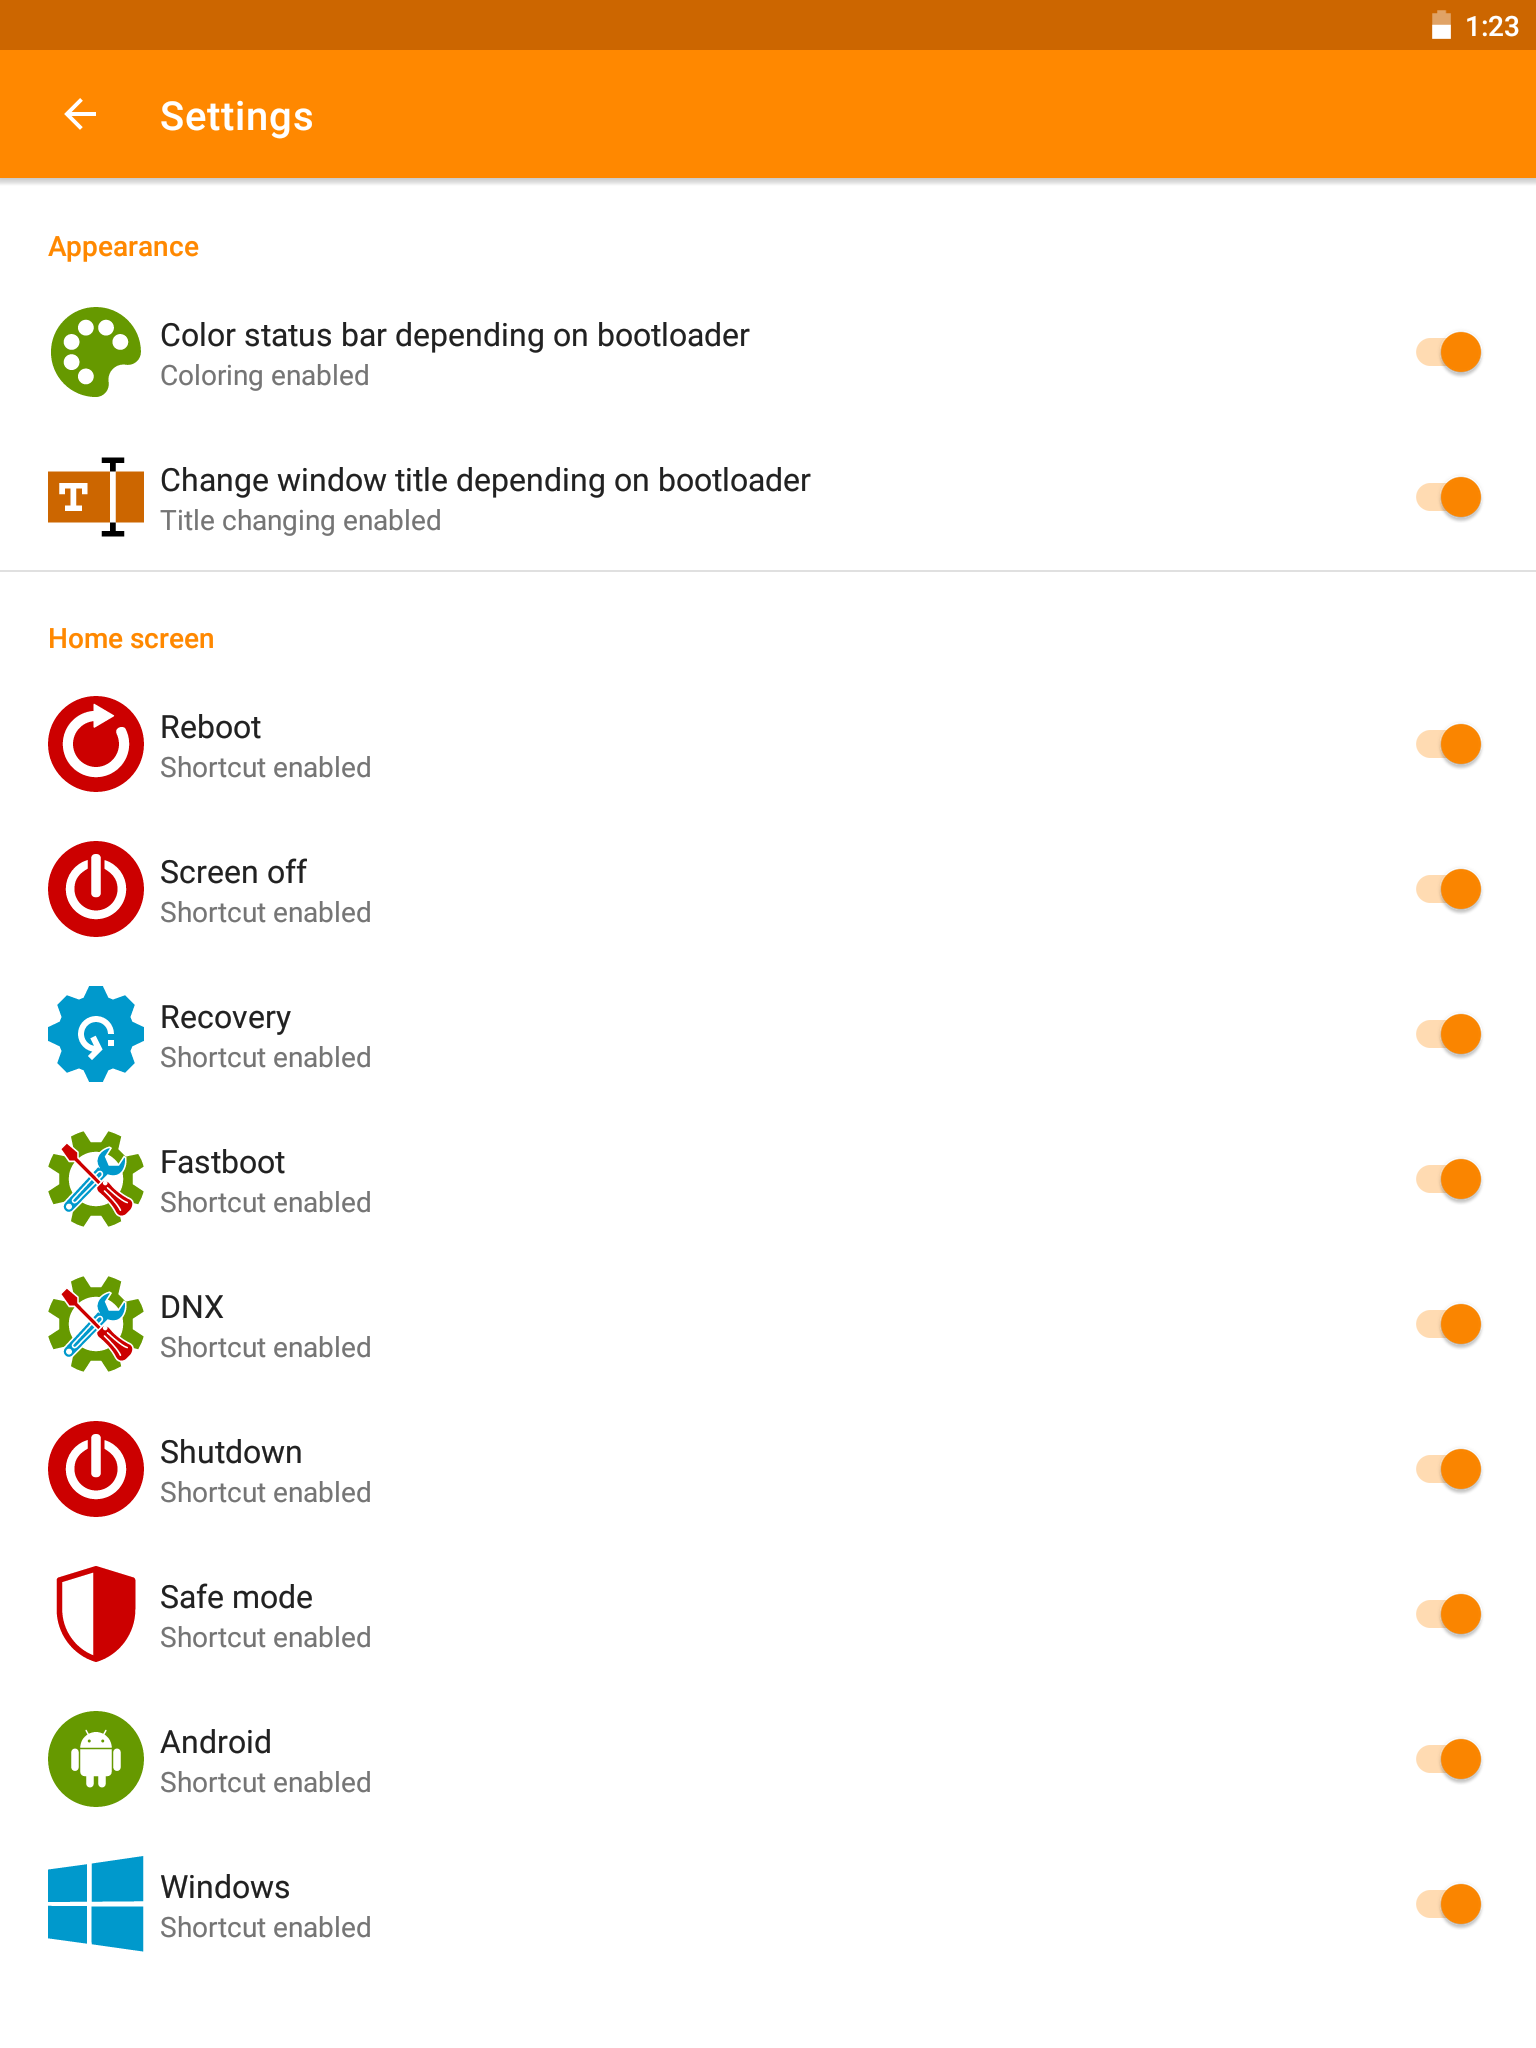 1:23
Settings
Appearance
Color status bar depending on bootloader
Coloring enabled
T
Change window title depending on bootloader
Title changing enabled
Home screen
Reboot
Shortcut enabled
Screen off
Shortcut enabled
Recovery
Shortcut enabled
Fastboot
Shortcut enabled
DNX
Shortcut enabled
Shutdown
Shortcut enabled
Safe mode
Shortcut enabled
Android
Shortcut enabled
Windows
Shortcut enabled